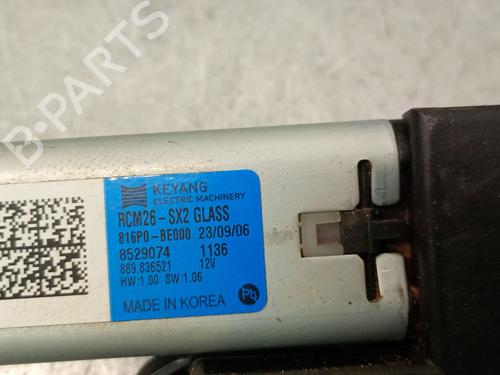 KEYANG
ELECTRIC MACHINERY
RCM26-SX2 GLASS
816P0-BE000 23/09/06
8529074 1136
889.836521 12V
HW:1.00 SW:1.06
MADE IN KOREA
B-PARTS